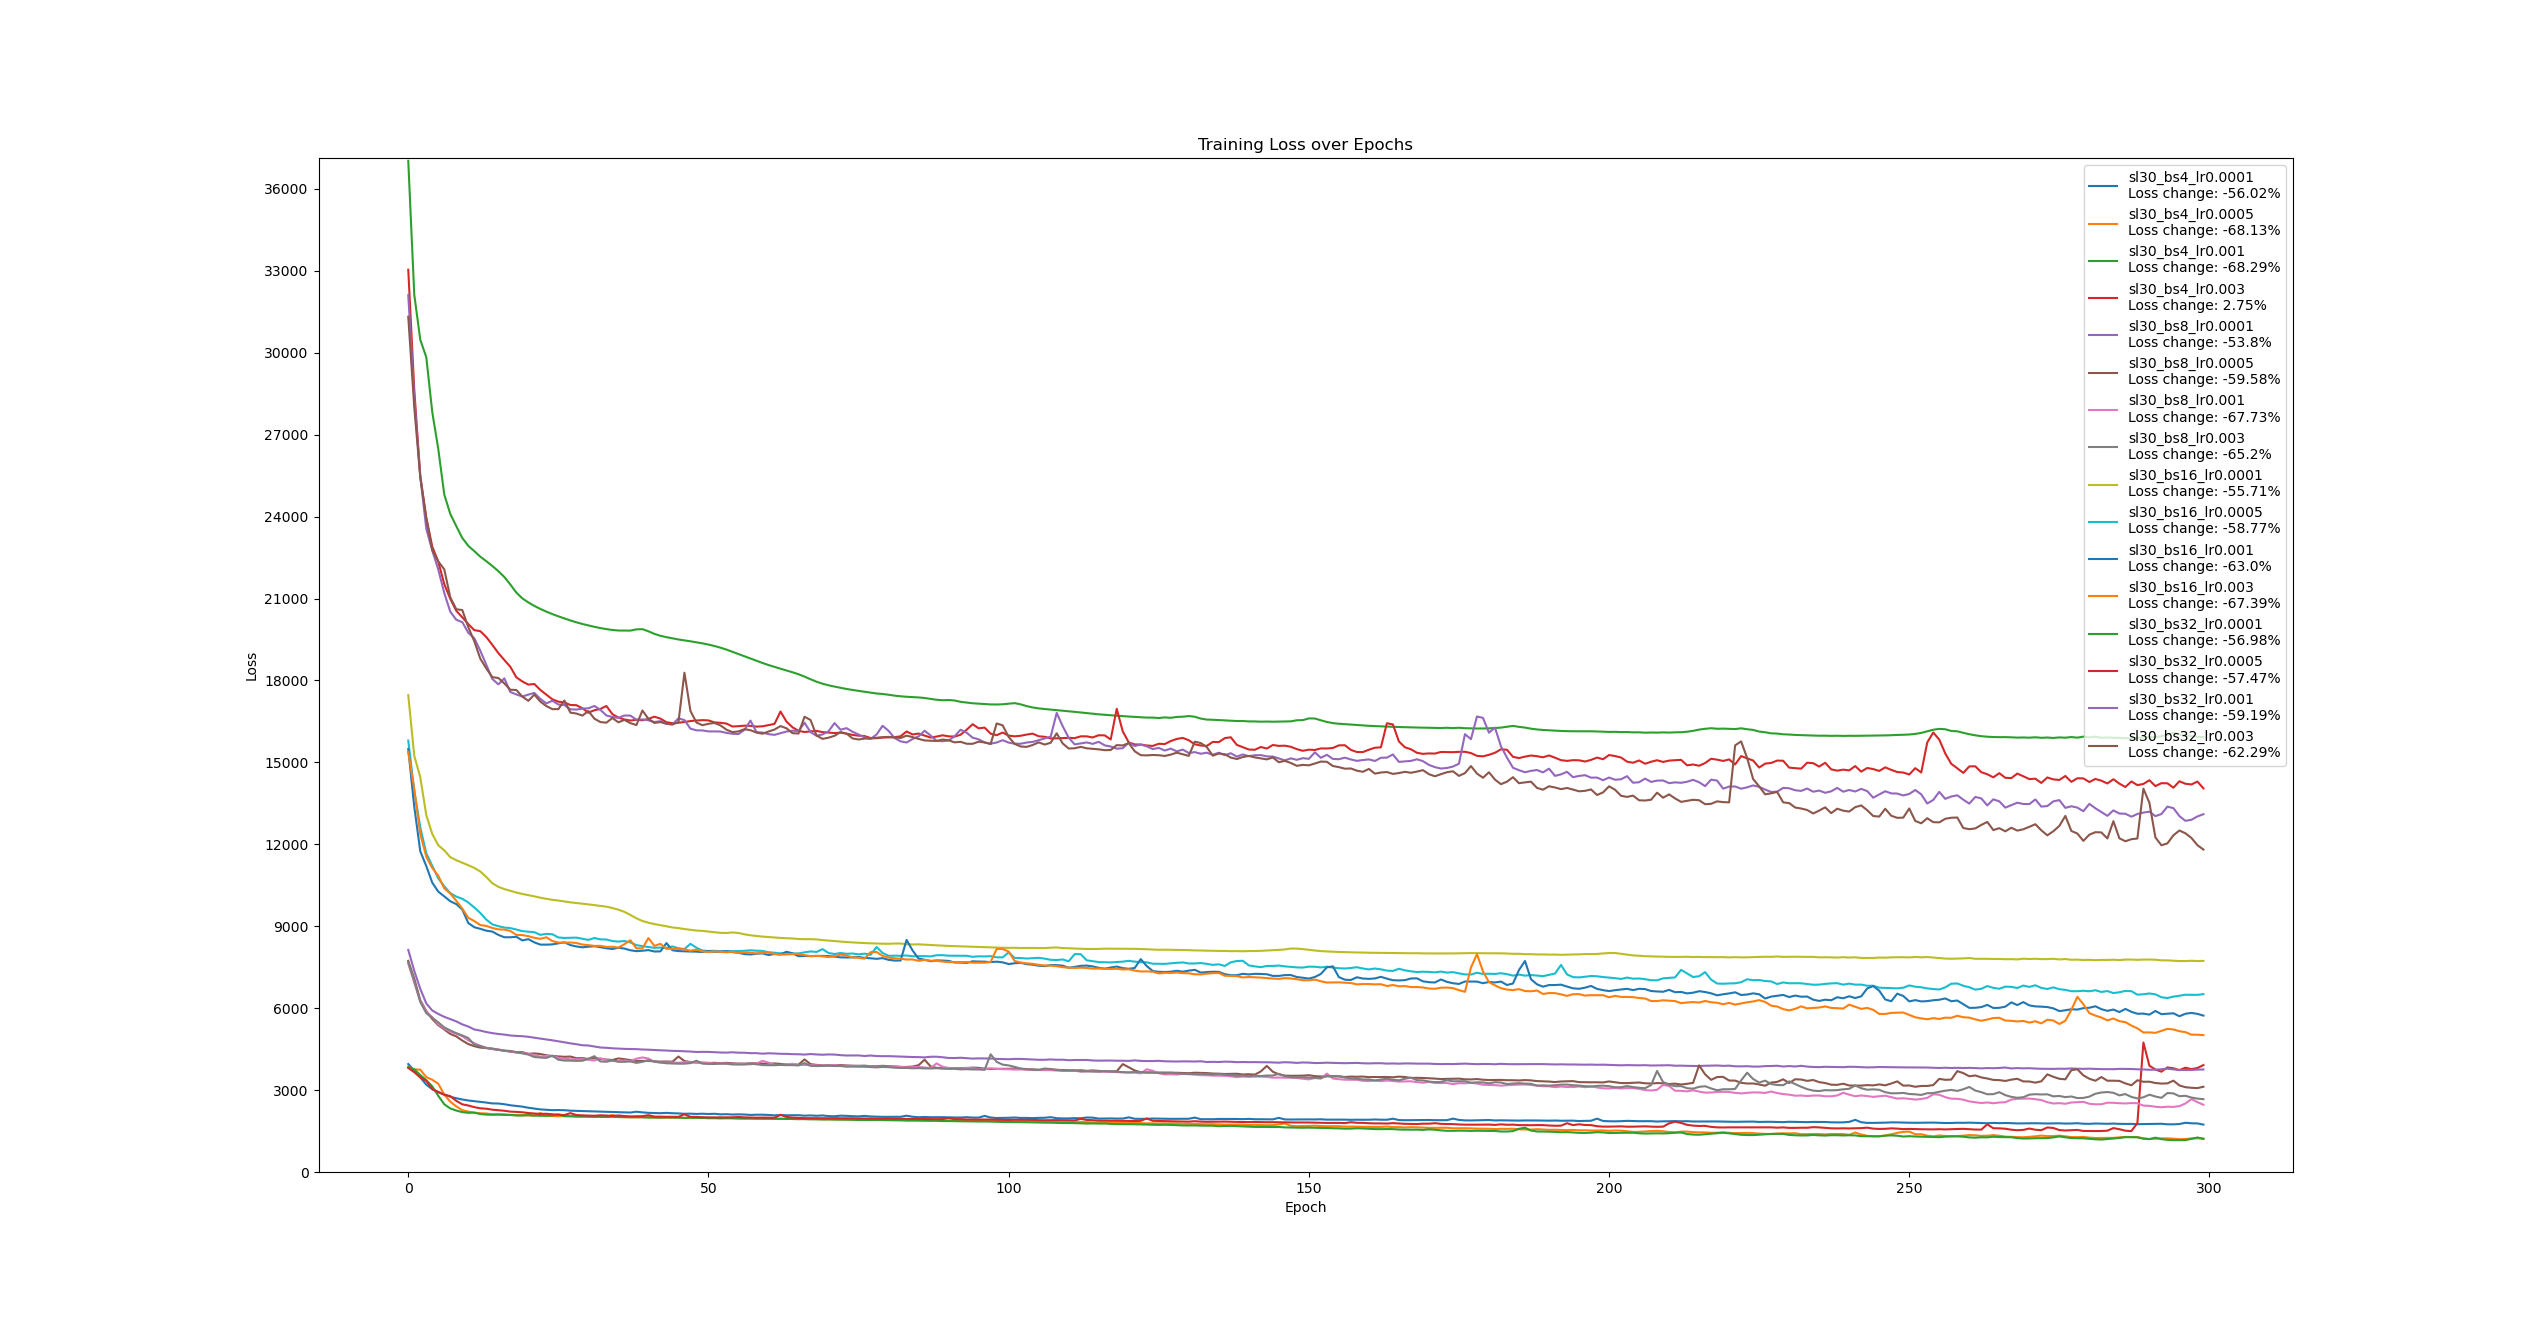 Training Loss over Epochs
36000
33000
30000
27000
24000
21000
18000
15000
12000
9000
6000
3000
0
Loss
0
50
100
150
200
250
300
Epoch
sl30_bs4_lr0.0001
Loss change: -56.02%
sl30_bs4_lr0.0005
Loss change: -68.13%
sl30_bs4_lr0.001
Loss change: -68.29%
sl30_bs4_lr0.003
Loss change: 2.75%
sl30_bs8_lr0.0001
Loss change: -53.8%
sl30_bs8_lr0.0005
Loss change: -59.58%
sl30_bs8_lr0.001
Loss change: -67.73%
sl30_bs8_lr0.003
Loss change: -65.2%
sl30_bs16_lr0.0001
Loss change: -55.71%
sl30_bs16_lr0.0005
Loss change: -58.77%
sl30_bs16_lr0.001
Loss change: -63.0%
sl30_bs16_lr0.003
Loss change: -67.39%
sl30_bs32_lr0.0001
Loss change: -56.98%
sl30_bs32_lr0.0005
Loss change: -57.47%
sl30_bs32_lr0.001
Loss change: -59.19%
sl30_bs32_lr0.003
Loss change: -62.29%